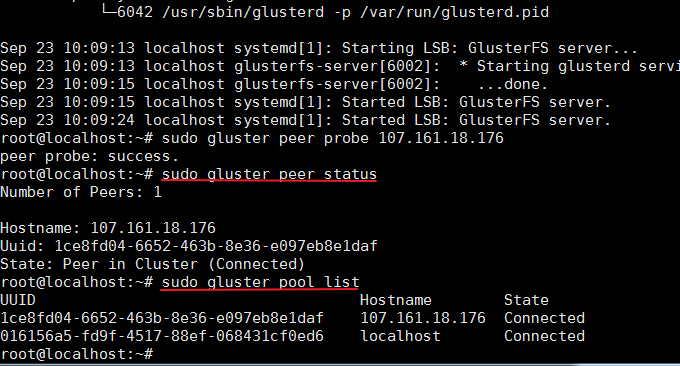 └─6042 /usr/sbin/glusterd -p /var/run/glusterd.pid
Sep 23 10:09:13 localhost systemd[1]: Starting LSB: GlusterFS server...
Sep 23 10:09:13 localhost glusterfs-server[6002]:  * Starting glusterd servi
Sep 23 10:09:15 localhost glusterfs-server[6002]:    ...done.
Sep 23 10:09:15 localhost systemd[1]: Started LSB: GlusterFS server.
Sep 23 10:09:24 localhost systemd[1]: Started LSB: GlusterFS server.
root@localhost:~# sudo gluster peer probe 107.161.18.176
peer probe: success.
root@localhost:~# sudo gluster peer status
Number of Peers: 1
Hostname: 107.161.18.176
Uuid: 1ce8fd04-6652-463b-8e36-e097eb8e1daf
State: Peer in Cluster (Connected)
root@localhost:~# sudo gluster pool list
UUID                                    Hostname        State
1ce8fd04-6652-463b-8e36-e097eb8e1daf    107.161.18.176  Connected
016156a5-fd9f-4517-88ef-068431cf0ed6    localhost       Connected
root@localhost:~#